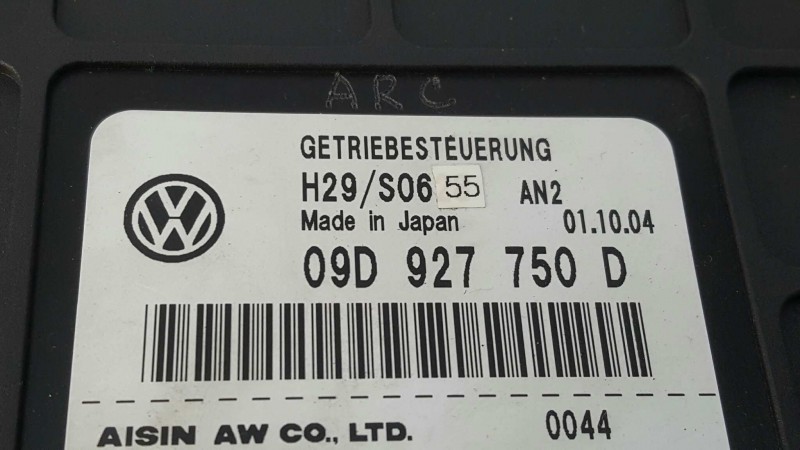 ARC
GETRIEBESTEUERUNG
H29/S06 55 AN2
Made in Japan 01.10.04
09D 927 750 D
AISIN AW CO., LTD. 0044